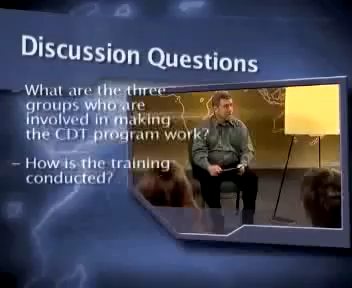 Discussion Questions
– What are the three
groups who are
involved in making
the CDT program work?
– How is the training
conducted?